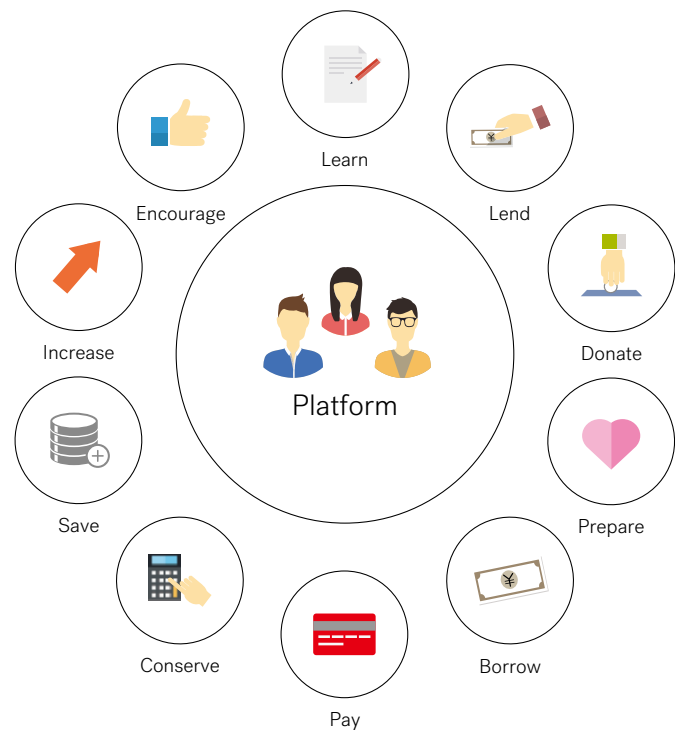 Learn
Encourage
Lend
Increase
Donate
Platform
Save
Prepare
Conserve
Borrow
Pay
¥
¥